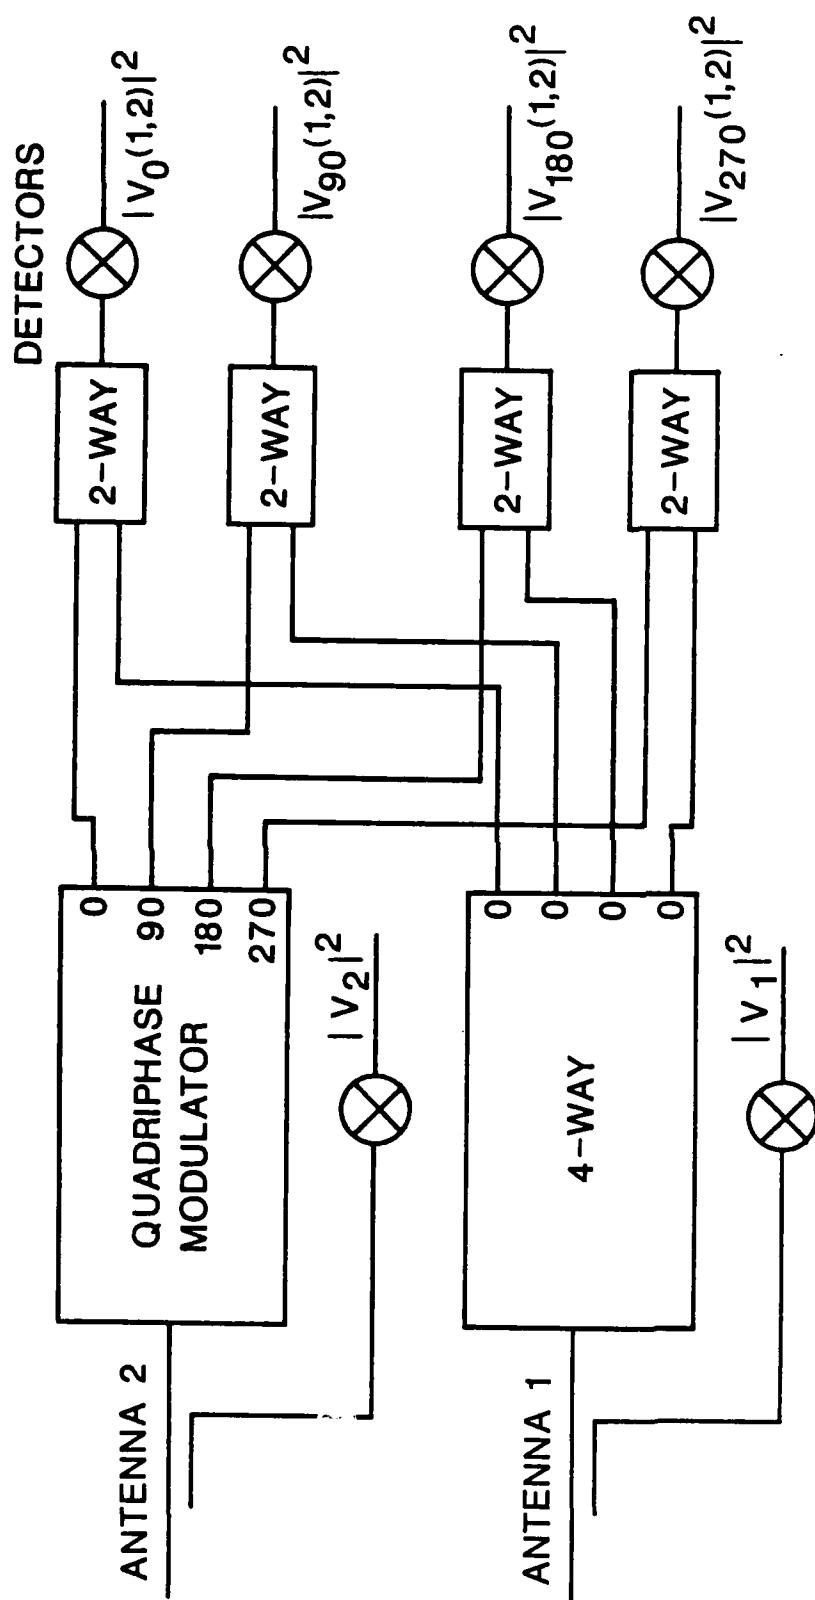 DETECTORS
|V0(1,2)|2
|V90(1,2)|2
|V180(1,2)|2
|V270(1,2)|2
2-WAY
2-WAY
2-WAY
2-WAY
ANTENNA 2
QUADRIPHASE
MODULATOR
0
90
180
270
|V2|2
ANTENNA 1
4-WAY
0
0
0
0
|V1|2